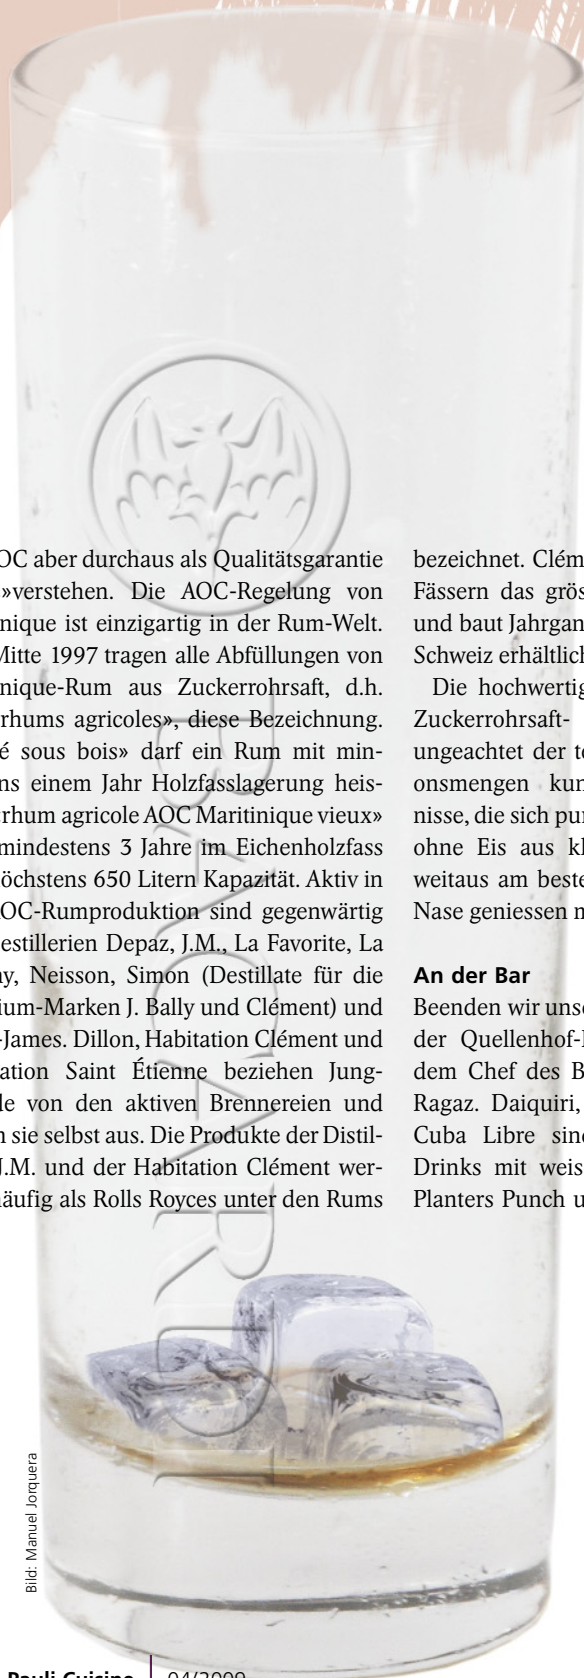 BACARDI
OC aber durchaus als Qualitätsgarantie
»verstehen. Die AOC-Regelung von
nique ist einzigartig in der Rum-Welt.
Mitte 1997 tragen alle Abfüllungen von
nique-Rum aus Zuckerrohrsaft, d.h.
rhums agricoles», diese Bezeichnung.
é sous bois» darf ein Rum mit min-
ns einem Jahr Holzfasslagerung heis-
rhum agricole AOC Maritinique vieux»
mindestens 3 Jahre im Eichenholzfass
öchstens 650 Litern Kapazität. Aktiv in
AOC-Rumproduktion sind gegenwärtig
estillerien Depaz, J.M., La Favorite, La
ny, Neisson, Simon (Destillate für die
ium-Marken J. Bally und Clément) und
-James. Dillon, Habitation Clément und
ation Saint Étienne beziehen Jung-
le von den aktiven Brennereien und
n sie selbst aus. Die Produkte der Distil-
J.M. und der Habitation Clément wer-
häufig als Rolls Royces unter den Rums
bezeichnet. Clém
Fässern das grös
und baut Jahrgan
Schweiz erhältlich
Die hochwertig
Zuckerrohrsaft-
ungeachtet der te
onsmengen kun
nisse, die sich pur
ohne Eis aus kl
weitaus am beste
Nase geniessen m
An der Bar
Beenden wir unse
der Quellenhof-
dem Chef des B
Ragaz. Daiquiri,
Cuba Libre sind
Drinks mit weis
Planters Punch u
Bild: Manuel Jorquera
Pauli Cuisine | 04/2009